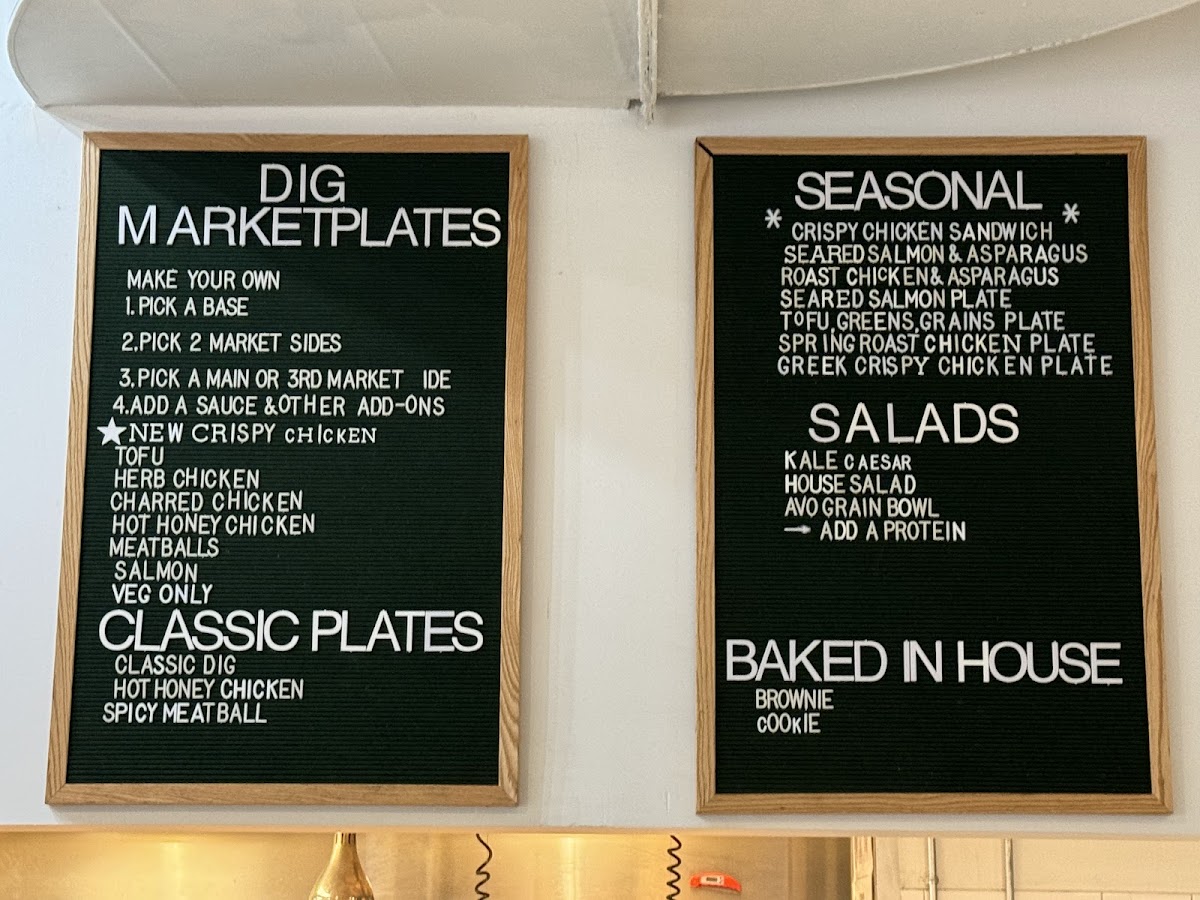 DIG
MARKETPLATES
MAKE YOUR OWN
1. PICK A BASE
2. PICK 2 MARKET SIDES
3. PICK A MAIN OR 3RD MARKET IDE
4. ADD A SAUCE & OTHER ADD-ONS
★ NEW CRISPY CHICKEN
TOFU
HERB CHICKEN
CHARRED CHICKEN
HOT HONEY CHICKEN
MEATBALLS
SALMON
VEG ONLY
CLASSIC PLATES
CLASSIC DIG
HOT HONEY CHICKEN
SPICY MEATBALL
SEASONAL
* CRISPY CHICKEN SANDWICH *
SEARED SALMON & ASPARAGUS
ROAST CHICKEN & ASPARAGUS
SEARED SALMON PLATE
TOFU, GREENS, GRAINS PLATE
SPRING ROAST CHICKEN PLATE
GREEK CRISPY CHICKEN PLATE
SALADS
KALE CAESAR
HOUSE SALAD
AVO GRAIN BOWL
→ ADD A PROTEIN
BAKED IN HOUSE
BROWNIE
COOKIE